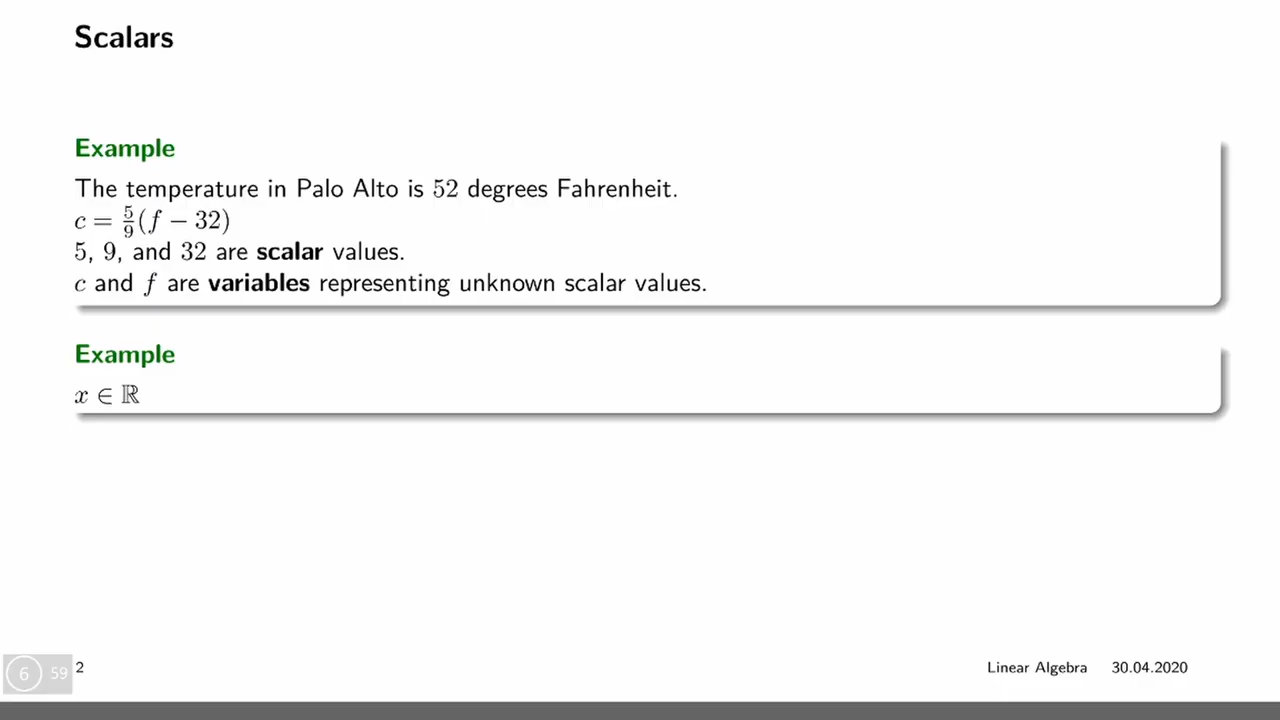 Scalars
Example
The temperature in Palo Alto is 52 degrees Fahrenheit.
c = 5/9(f − 32)
5, 9, and 32 are scalar values.
c and f are variables representing unknown scalar values.
Example
x ∈ ℝ
6 59 2 Linear Algebra 30.04.2020